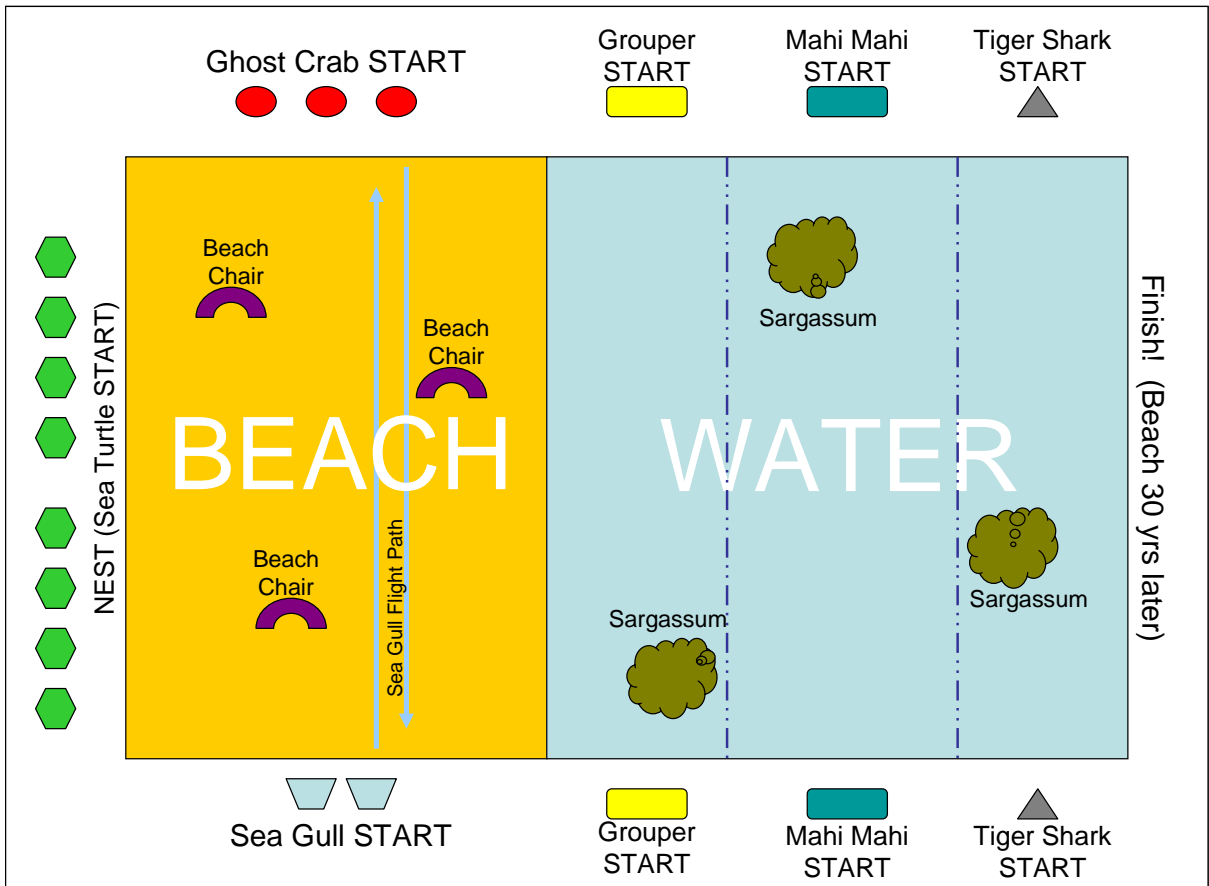 Ghost Crab START
Grouper
START
Mahi Mahi
START
Tiger Shark
START
NEST (Sea Turtle START)
Beach
Chair
Beach
Chair
BEACH
Sea Gull Flight Path
Beach
Chair
Sargassum
WATER
Sargassum
Sargassum
Finish! (Beach 30 yrs later)
Sea Gull START
Grouper
START
Mahi Mahi
START
Tiger Shark
START